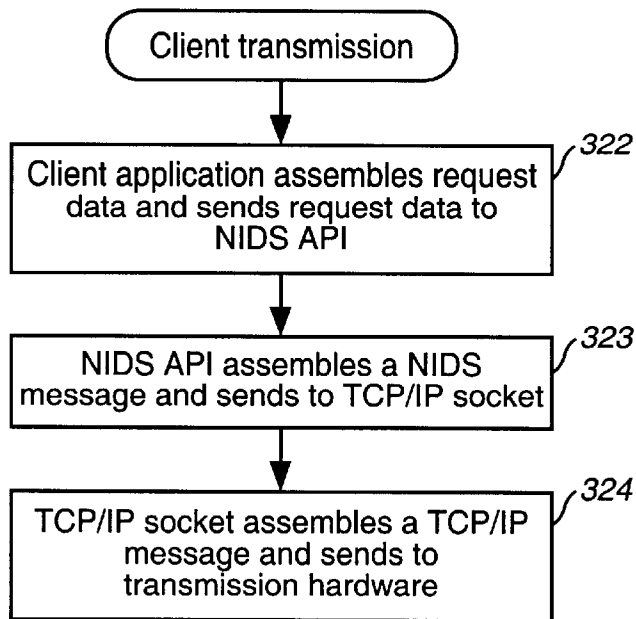 Client transmission
322
Client application assembles request
data and sends request data to
NIDS API
323
NIDS API assembles a NIDS
message and sends to TCP/IP socket
324
TCP/IP socket assembles a TCP/IP
message and sends to
transmission hardware